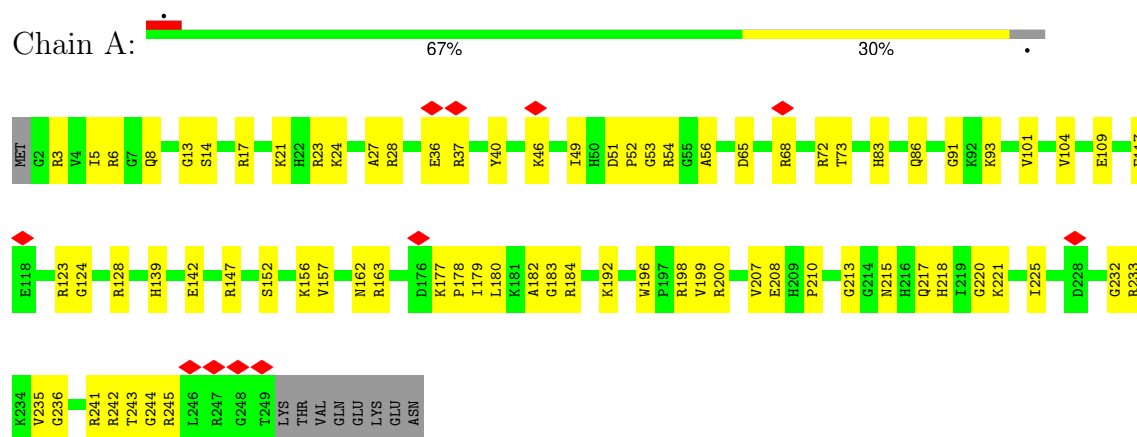 Chain A:
67% 30%
MET G2 R3 V4 I5 R6 G7 Q8 G13 S14 R17 K21 H22 R23 K24 A27 R28 E36 R37 Y40 K46 I49 H50 D51 P52 G53 R54 G55 A56 D65 R68 R72 T73 H83 Q86 G91 K92 K93 V101 V104 E109
E118 R123 G124 R128 H139 E142 R147 S152 K156 V157 N162 R163 D176 K177 P178 I179 L180 K181 A182 G183 R184 K192 W196 P197 R198 V199 R200 V207 E208 H209 P210 G213 G214 N215 H216 Q217 H218 I219 G220 K221 I225 D228 G232 R233
K234 V235 G236 R241 R242 T243 G244 R245 L246 R247 G248 T249 LYS THR VAL GLN GLU LYS GLU ASN